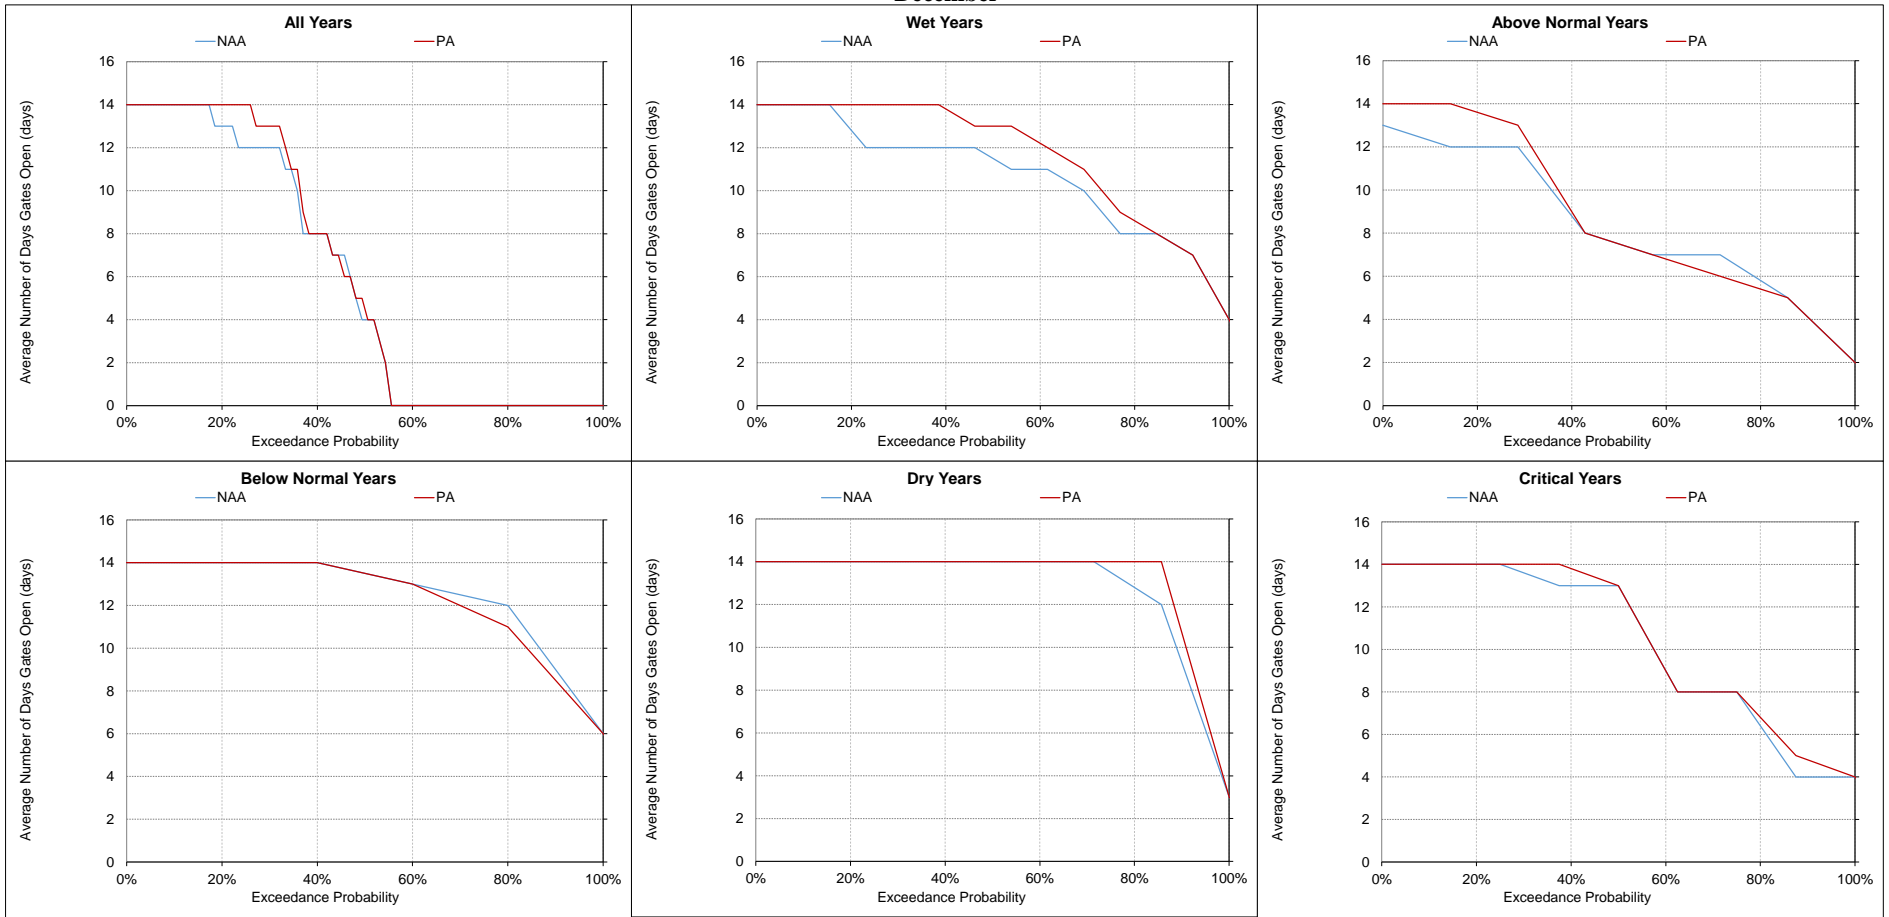 December
All Years
NAA PA
Average Number of Days Gates Open (days)
16
14
12
10
8
6
4
2
0
0% 20% 40% 60% 80% 100%
Exceedance Probability
Wet Years
NAA PA
Average Number of Days Gates Open (days)
16
14
12
10
8
6
4
2
0
0% 20% 40% 60% 80% 100%
Exceedance Probability
Above Normal Years
NAA PA
Average Number of Days Gates Open (days)
16
14
12
10
8
6
4
2
0
0% 20% 40% 60% 80% 100%
Exceedance Probability
Below Normal Years
NAA PA
Average Number of Days Gates Open (days)
16
14
12
10
8
6
4
2
0
0% 20% 40% 60% 80% 100%
Exceedance Probability
Dry Years
NAA PA
Average Number of Days Gates Open (days)
16
14
12
10
8
6
4
2
0
0% 20% 40% 60% 80% 100%
Exceedance Probability
Critical Years
NAA PA
Average Number of Days Gates Open (days)
16
14
12
10
8
6
4
2
0
0% 20% 40% 60% 80% 100%
Exceedance Probability